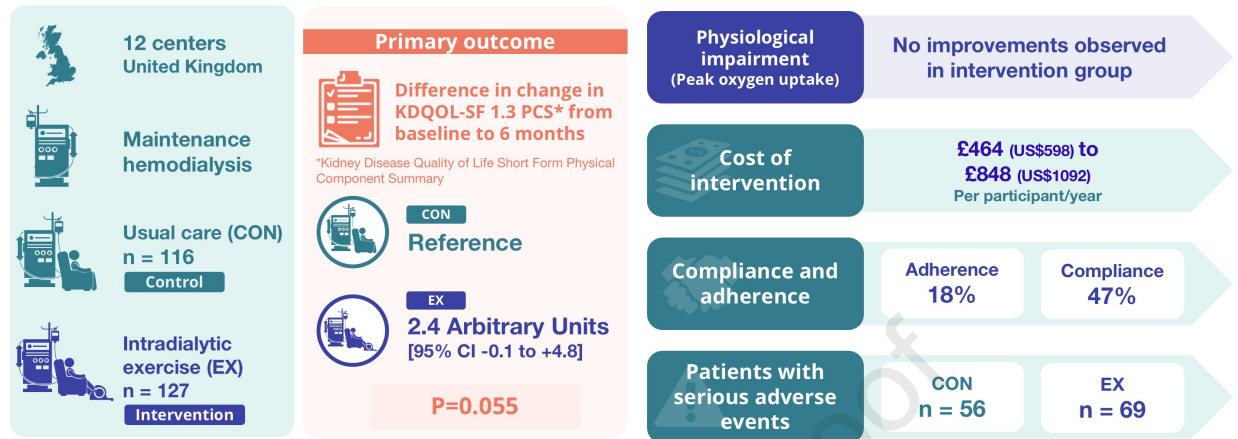 12 centers
United Kingdom
Maintenance
hemodialysis
Usual care (CON)
n = 116
Control
Intradialytic
exercise (EX)
n = 127
Intervention
Primary outcome
Difference in change in
KDQOL-SF 1.3 PCS* from
baseline to 6 months
*Kidney Disease Quality of Life Short Form Physical
Component Summary
CON
Reference
EX
2.4 Arbitrary Units
[95% CI -0.1 to +4.8]
P=0.055
Physiological
impairment
(Peak oxygen uptake)
No improvements observed
in intervention group
Cost of
intervention
£464 (US$598) to
£848 (US$1092)
Per participant/year
Compliance and
adherence
Adherence
18%
Compliance
47%
Patients with
serious adverse
events
CON
n = 56
EX
n = 69